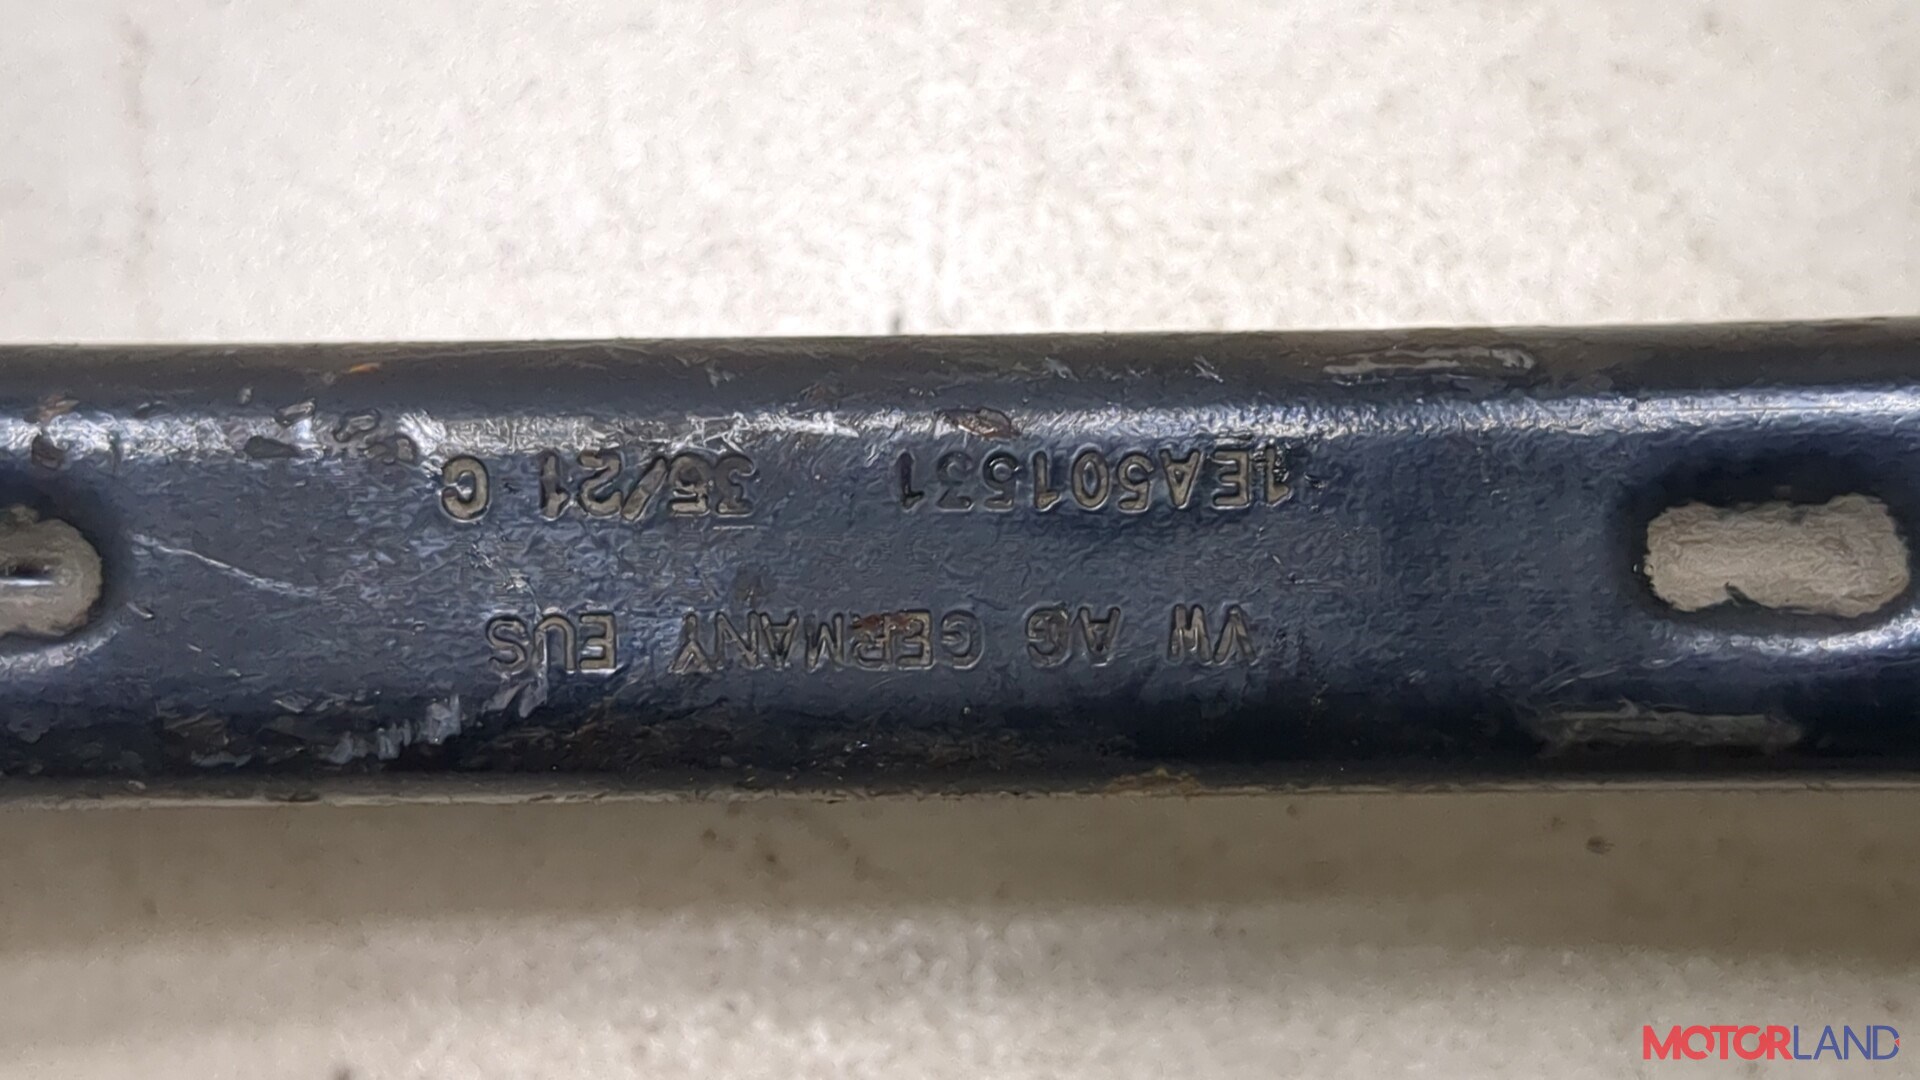 VW AG GERMANY EUS
1EA501531 35/21 C
MOTORLAND